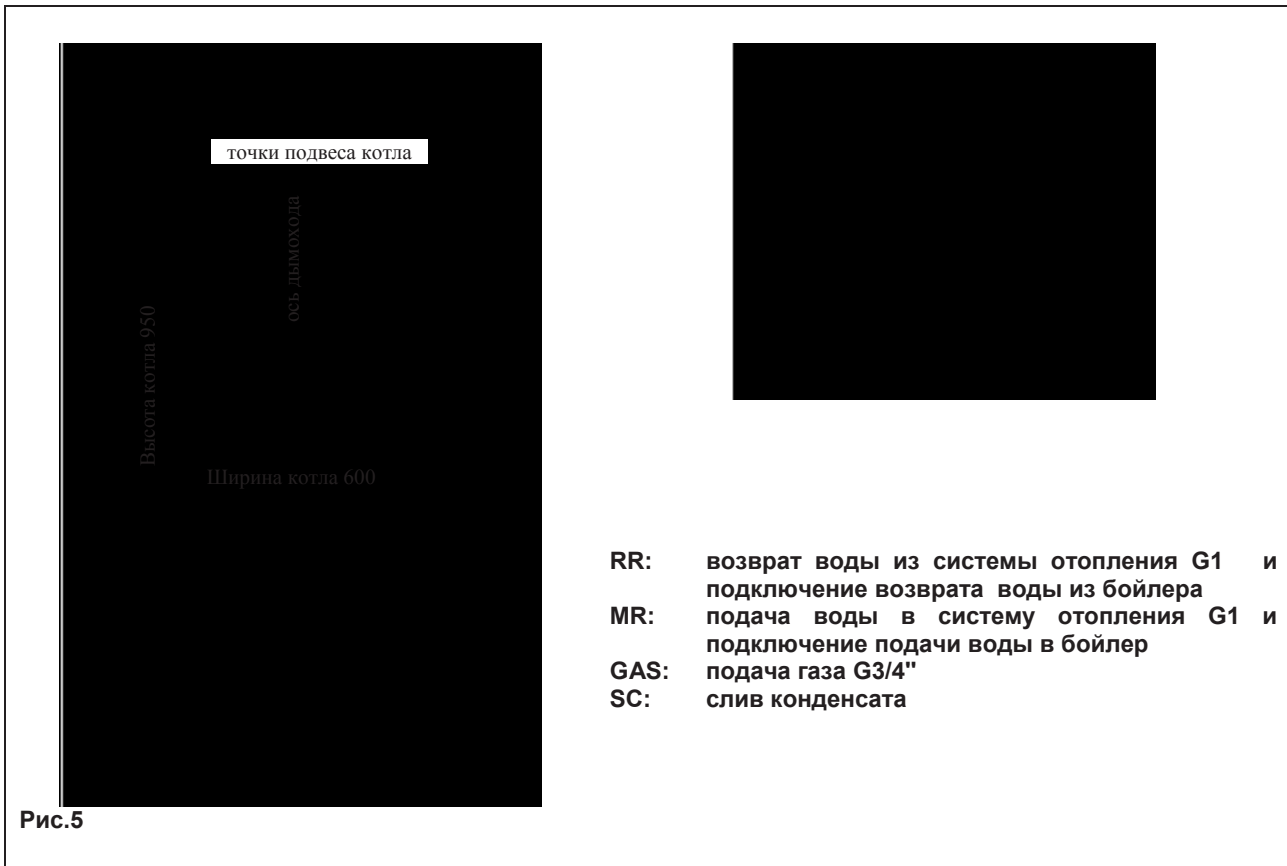 точки подвеса котла
ось дымохода
Высота котла 950
Ширина котла 600
RR: возврат воды из системы отопления G1 и
подключение возврата воды из бойлера
MR: подача воды в систему отопления G1 и
подключение подачи воды в бойлер
GAS: подача газа G3/4"
SC: слив конденсата
Рис.5